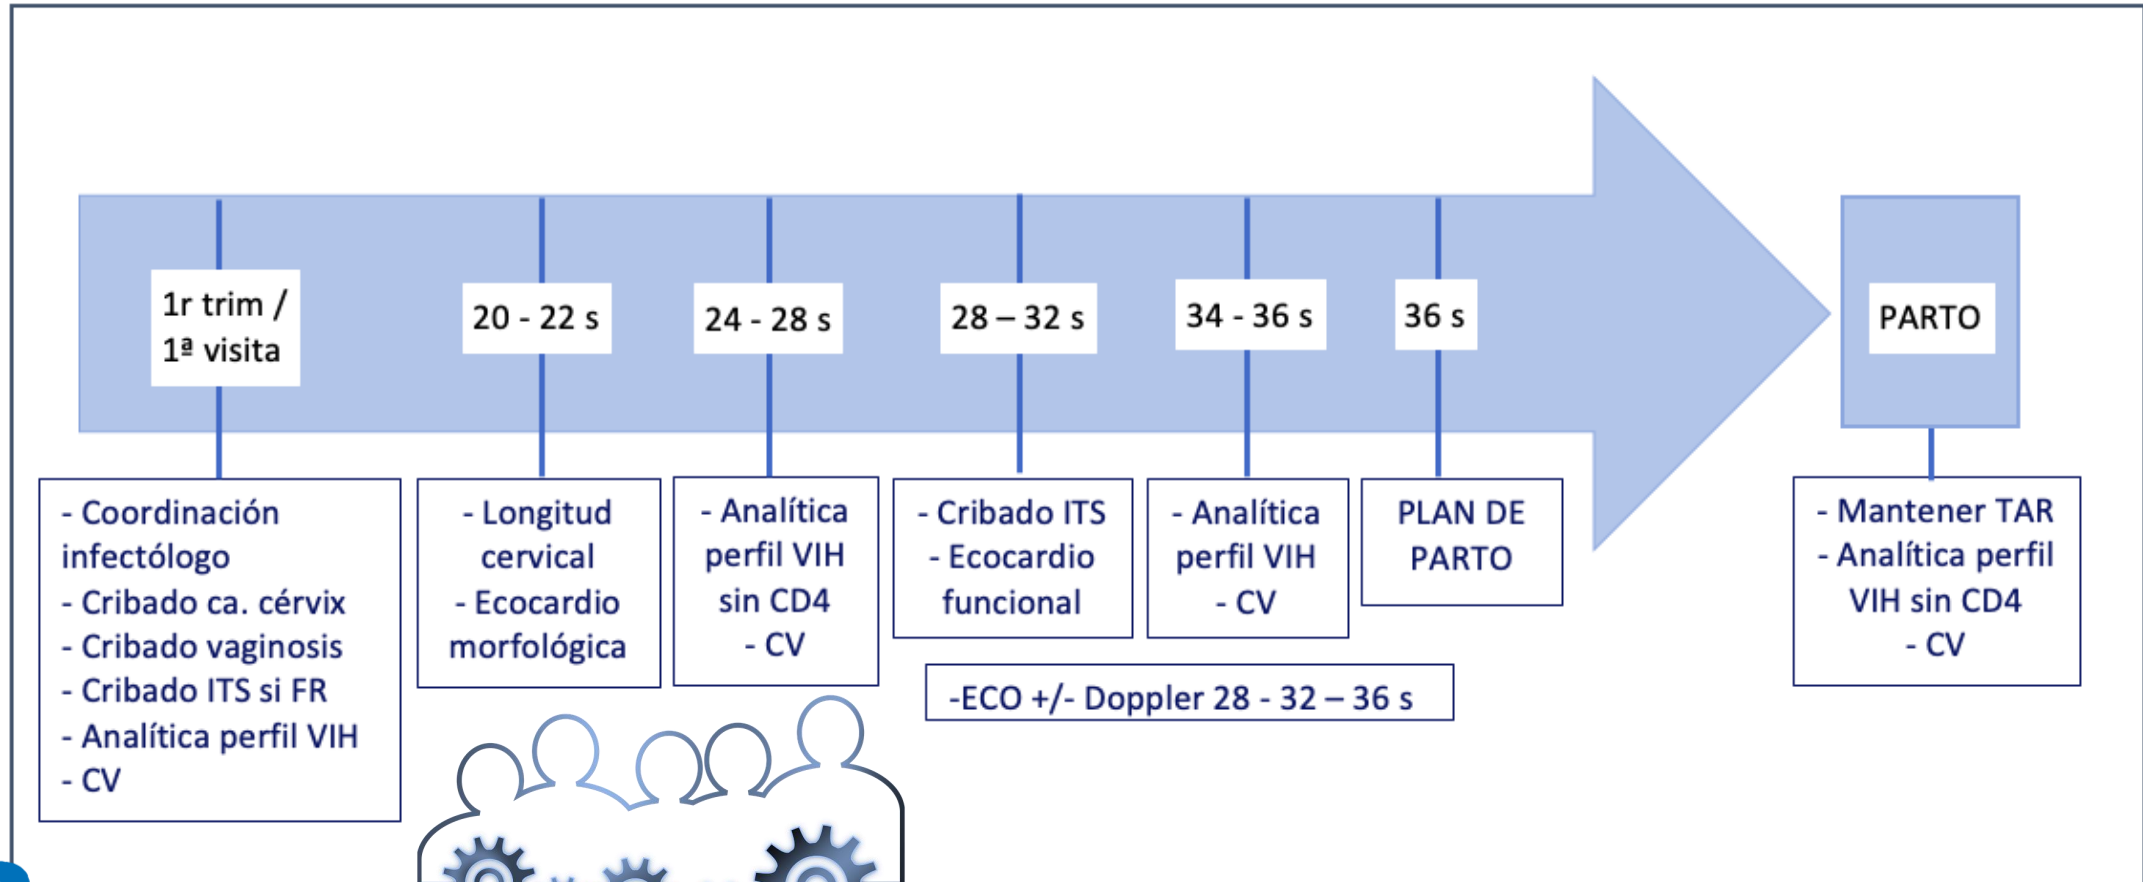 1r trim /
1ª visita
20 - 22 s
24 - 28 s
28 – 32 s
34 - 36 s
36 s
PARTO
- Coordinación
infectólogo
- Cribado ca. cérvix
- Cribado vaginosis
- Cribado ITS si FR
- Analítica perfil VIH
- CV
- Longitud
cervical
- Ecocardio
morfológica
- Analítica
perfil VIH
sin CD4
- CV
- Cribado ITS
- Ecocardio
funcional
- Analítica
perfil VIH
- CV
PLAN DE
PARTO
-ECO +/- Doppler 28 - 32 – 36 s
- Mantener TAR
- Analítica perfil
VIH sin CD4
- CV